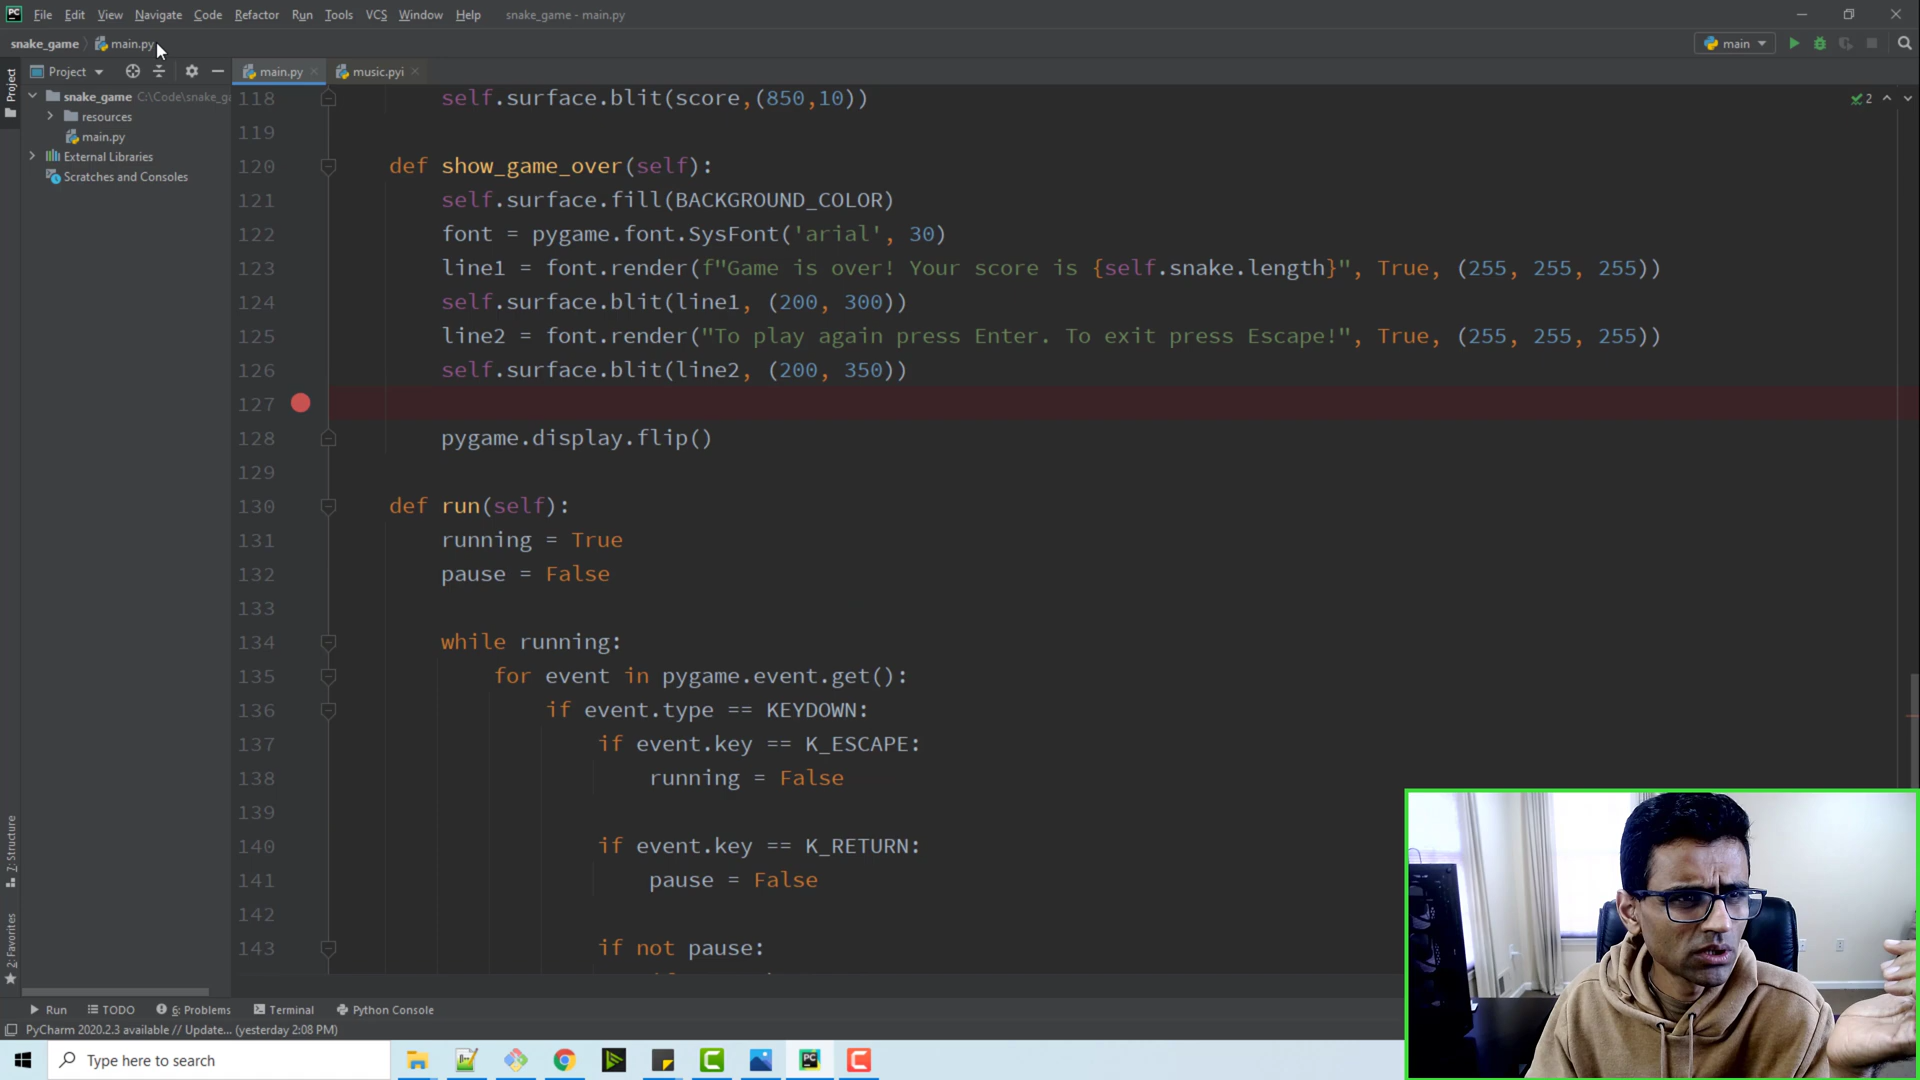 PC File Edit View Navigate Code Refactor Run Tools VCS Window Help snake_game - main.py
snake_game main.py
main
Project
main.py
music.pyi
snake_game C:\Code\snake_ga
resources
main.py
External Libraries
Scratches and Consoles
Project
7: Structure
2: Favorites
2
118 self.surface.blit(score,(850,10))
119
120 def show_game_over(self):
121 self.surface.fill(BACKGROUND_COLOR)
122 font = pygame.font.SysFont('arial', 30)
123 line1 = font.render(f"Game is over! Your score is {self.snake.length}", True, (255, 255, 255))
124 self.surface.blit(line1, (200, 300))
125 line2 = font.render("To play again press Enter. To exit press Escape!", True, (255, 255, 255))
126 self.surface.blit(line2, (200, 350))
127
128 pygame.display.flip()
129
130 def run(self):
131 running = True
132 pause = False
133
134 while running:
135 for event in pygame.event.get():
136 if event.type == KEYDOWN:
137 if event.key == K_ESCAPE:
138 running = False
139
140 if event.key == K_RETURN:
141 pause = False
142
143 if not pause:
Run TODO 6: Problems Terminal Python Console
PyCharm 2020.2.3 available // Update... (yesterday 2:08 PM)
Type here to search
PC